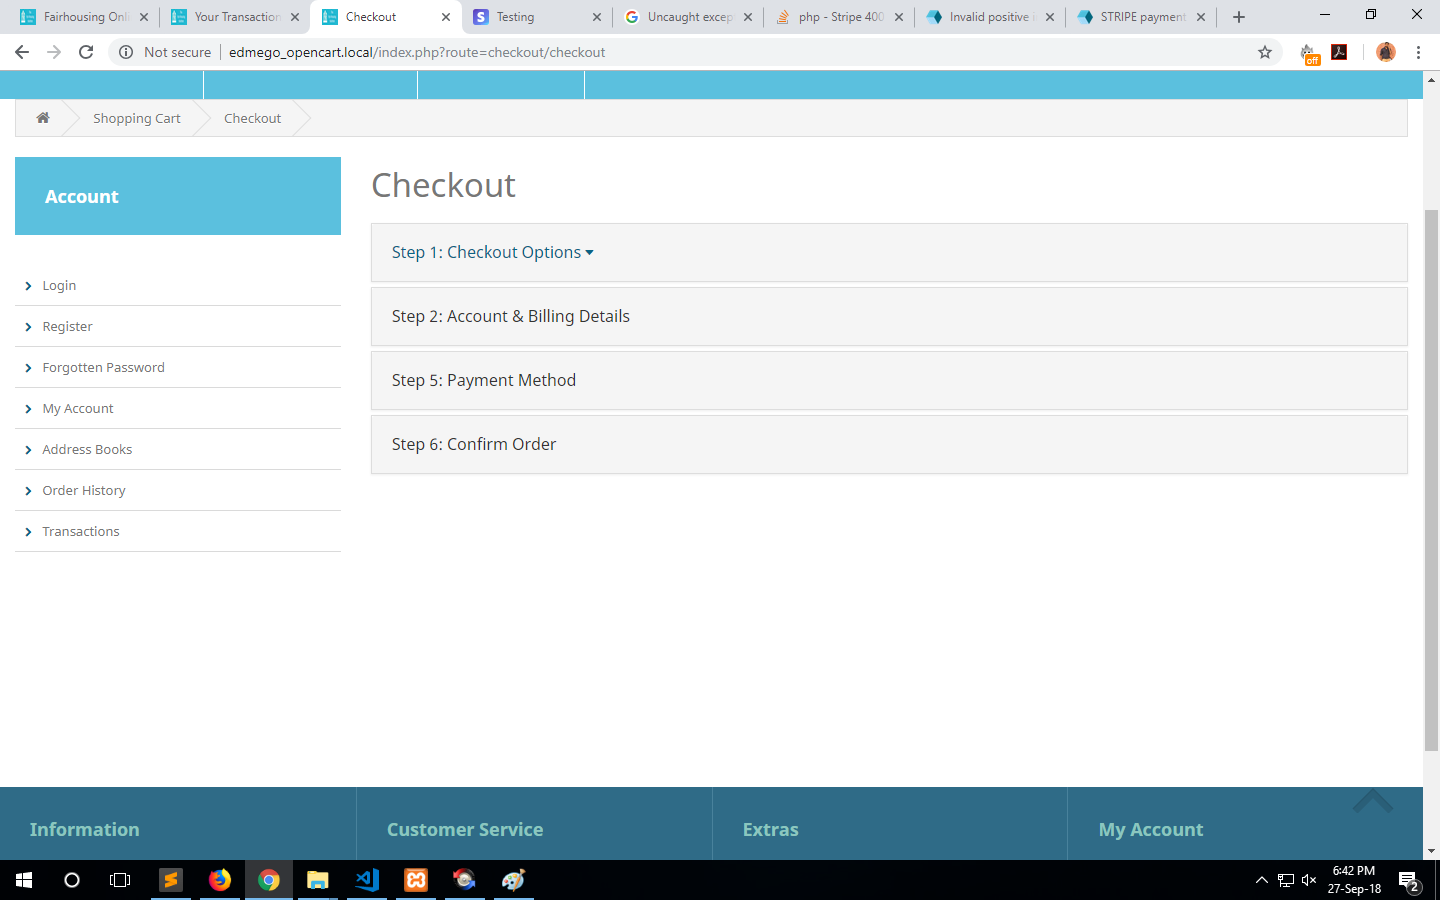 Fairhousing Onli
Your Transaction
Checkout
Testing
Uncaught excep
php - Stripe 400
Invalid positive i
STRIPE payment
Not secure
edmego_opencart.local/index.php?route=checkout/checkout
off
Shopping Cart
Checkout
Account
Login
Register
Forgotten Password
My Account
Address Books
Order History
Transactions
Checkout
Step 1: Checkout Options
Step 2: Account & Billing Details
Step 5: Payment Method
Step 6: Confirm Order
Information
Customer Service
Extras
My Account
6:42 PM
27-Sep-18
2